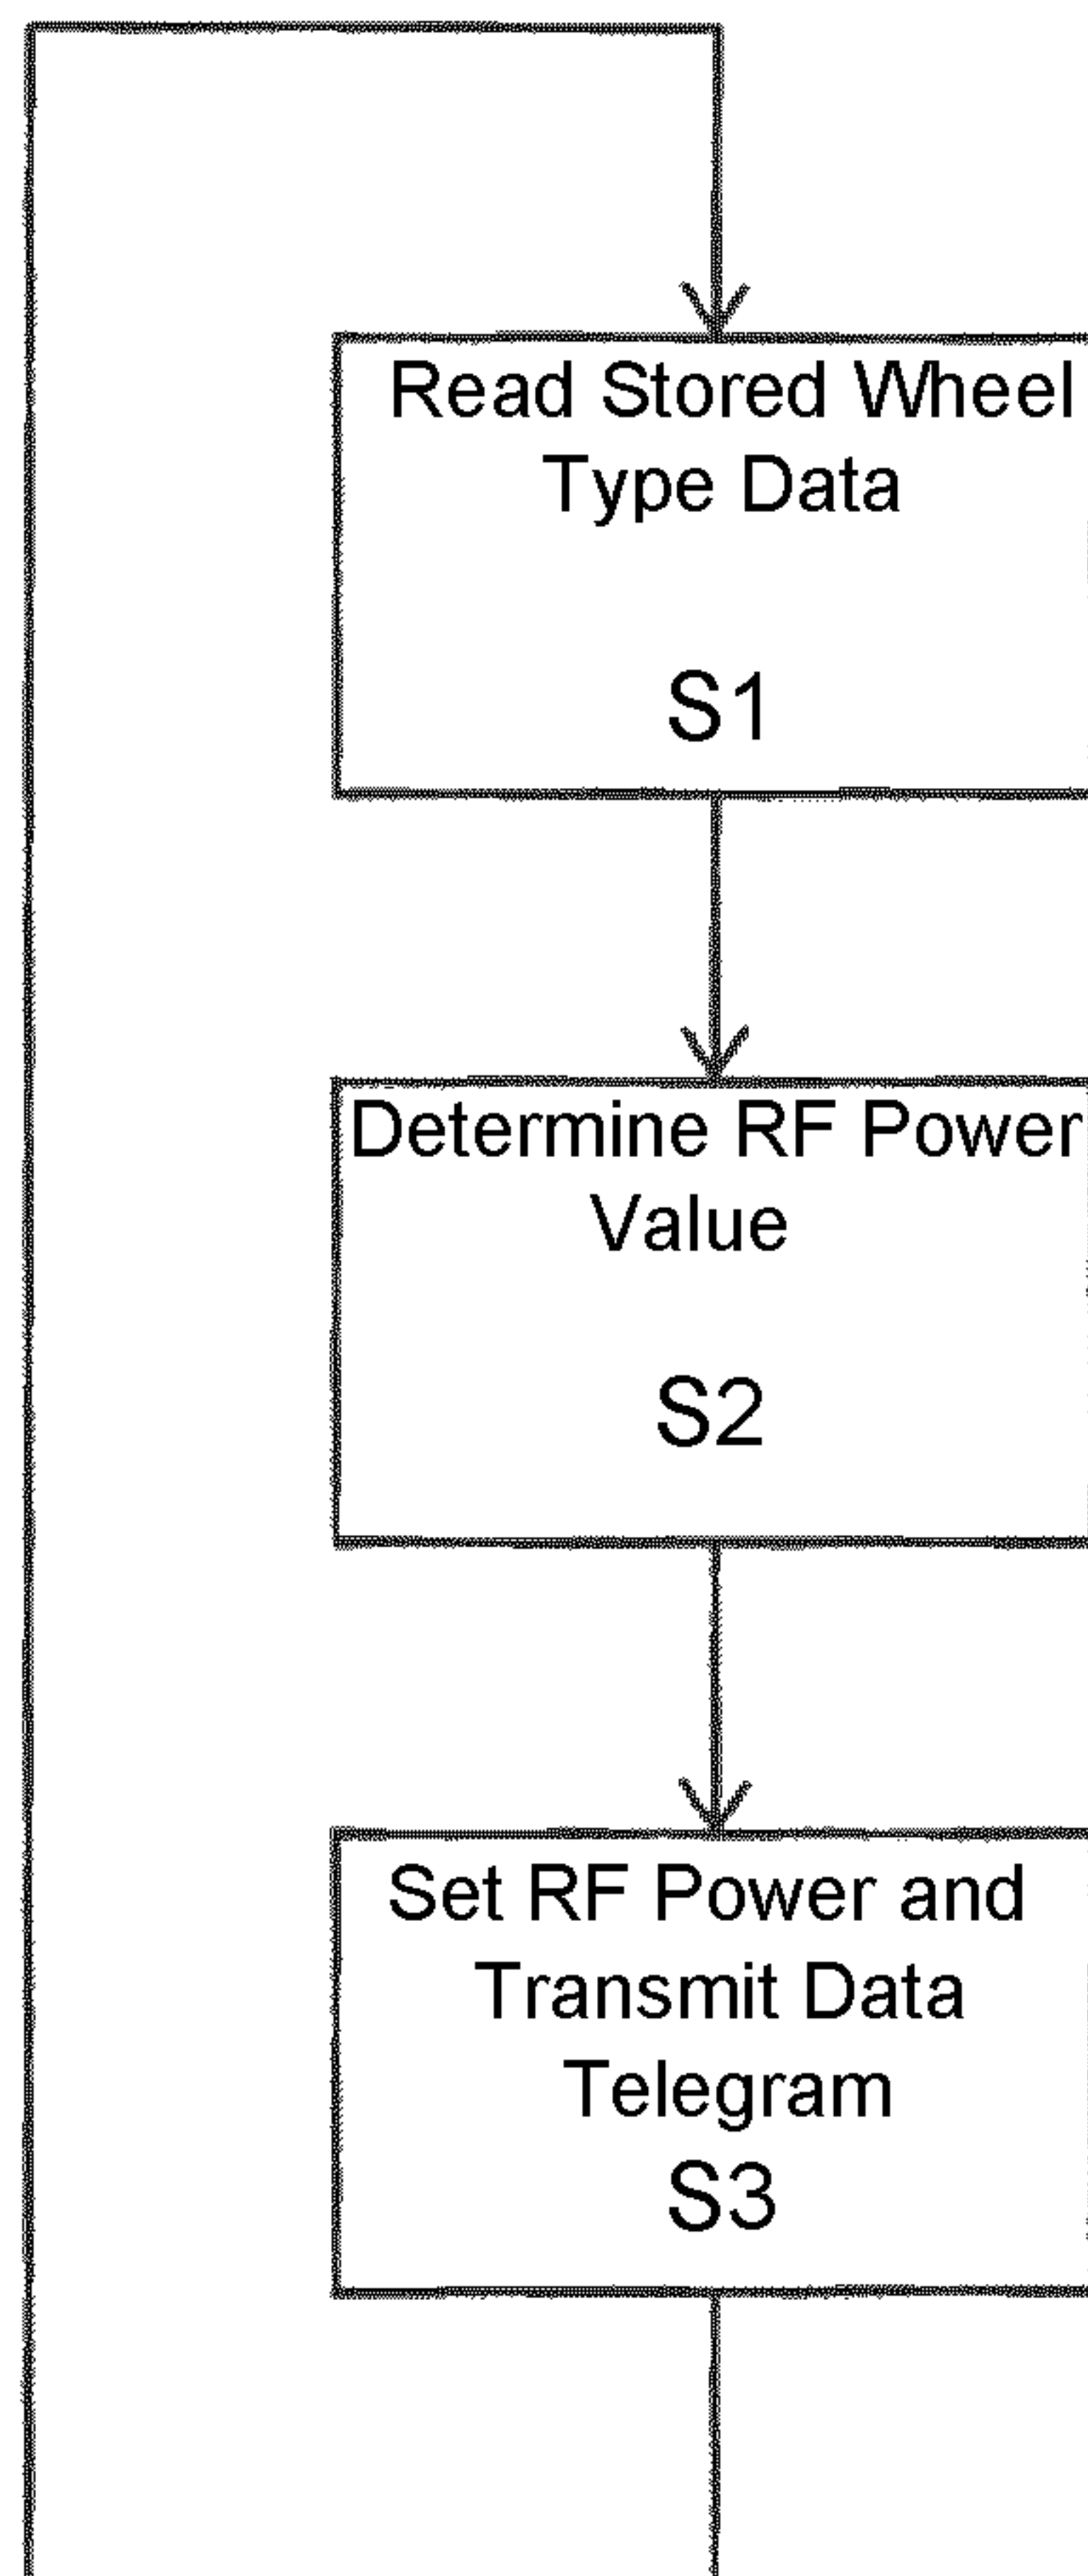 Read Stored Wheel
Type Data
S1
Determine RF Power
Value
S2
Set RF Power and
Transmit Data
Telegram
S3